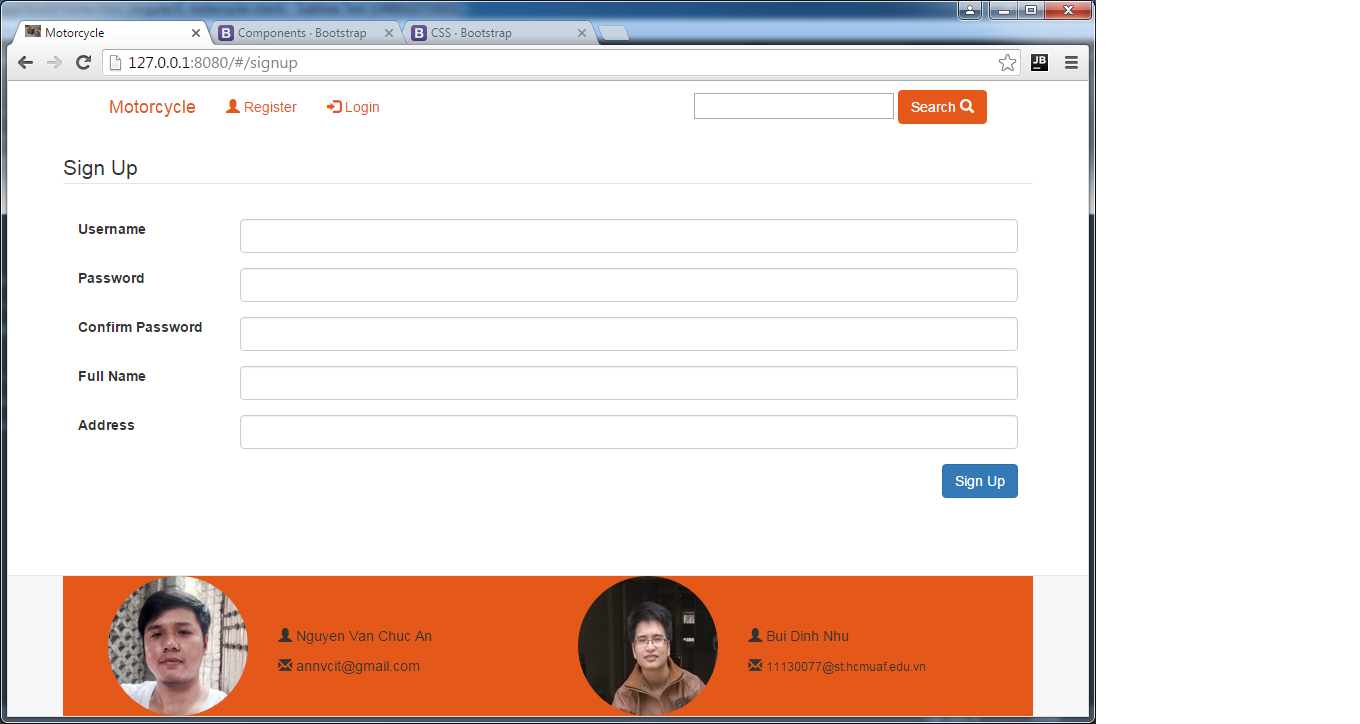 Motorcycle
Components · Bootstrap
CSS · Bootstrap
127.0.0.1:8080/#/signup
JB
Motorcycle Register Login Search
Sign Up
Username
Password
Confirm Password
Full Name
Address
Sign Up
Nguyen Van Chuc An
annvcit@gmail.com
Bui Dinh Nhu
11130077@st.hcmuaf.edu.vn